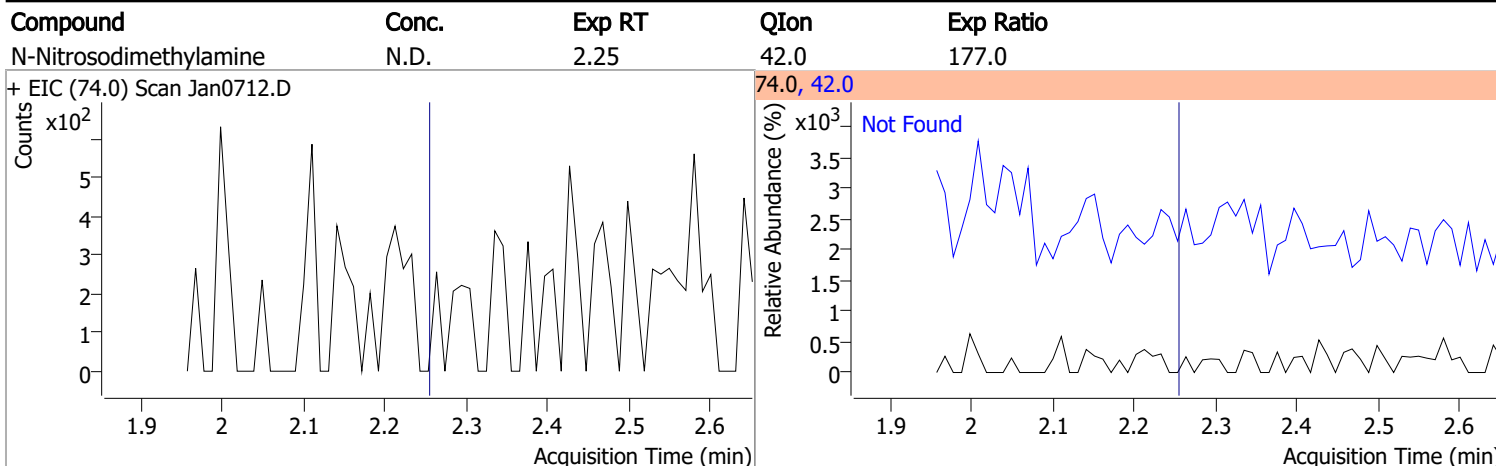 Compound Conc. Exp RT QIon Exp Ratio
N-Nitrosodimethylamine N.D. 2.25 42.0 177.0
+ EIC (74.0) Scan Jan0712.D
Counts
x10²
5
4
3
2
1
0
1.9 2 2.1 2.2 2.3 2.4 2.5 2.6
Acquisition Time (min)
74.0, 42.0
Relative Abundance (%)
x10³
Not Found
3.5
3
2.5
2
1.5
1
0.5
0
1.9 2 2.1 2.2 2.3 2.4 2.5 2.6
Acquisition Time (min)